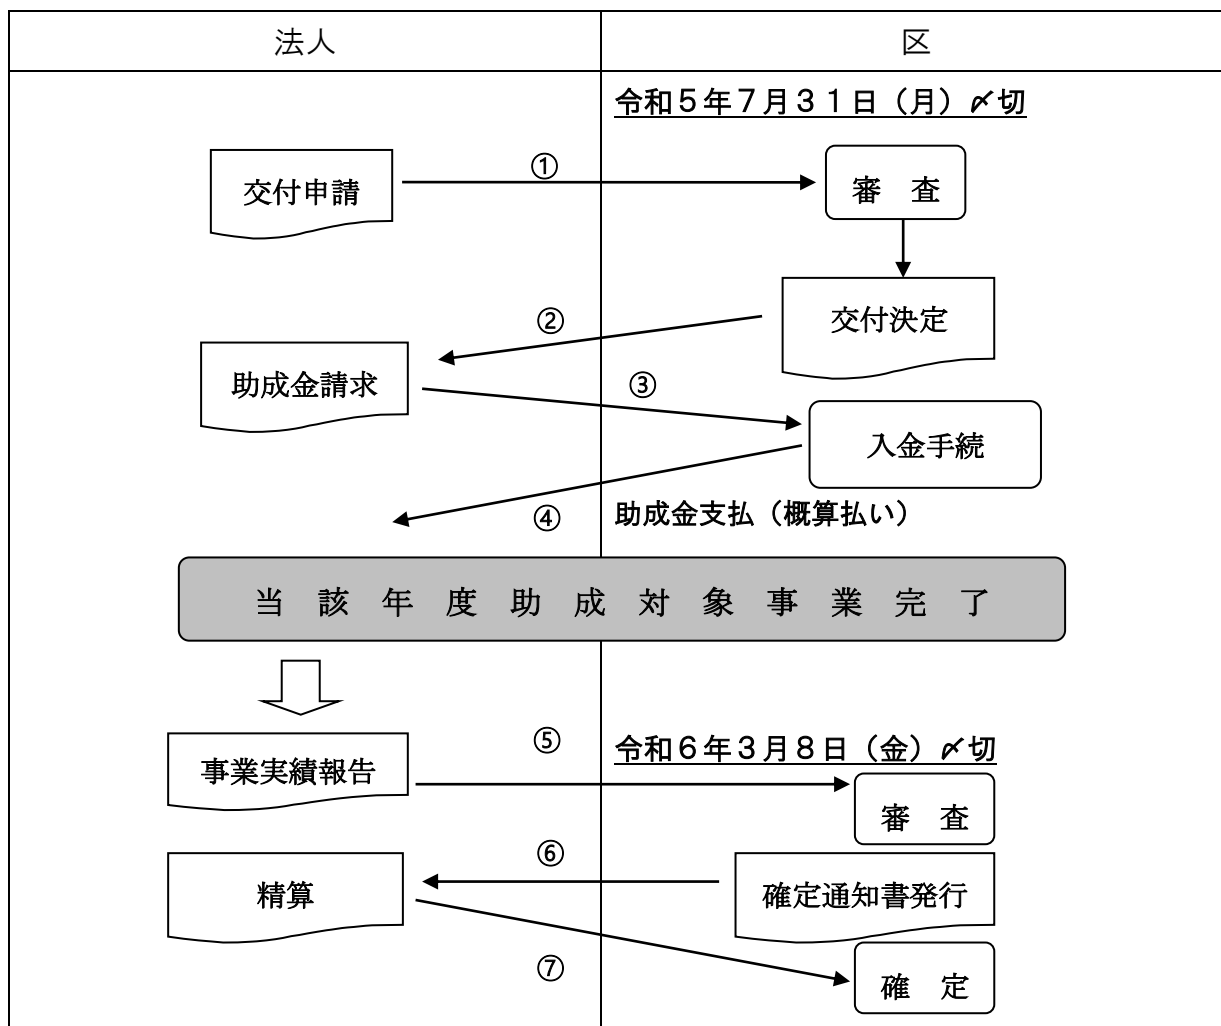 法人
区
令和５年７月３１日（月）〆切
①
交付申請
審　査
②
交付決定
助成金請求
③
入金手続
④
助成金支払（概算払い）
当　該　年　度　助　成　対　象　事　業　完　了
⑤
令和６年３月８日（金）〆切
事業実績報告
審　査
⑥
精算
確定通知書発行
⑦
確　定